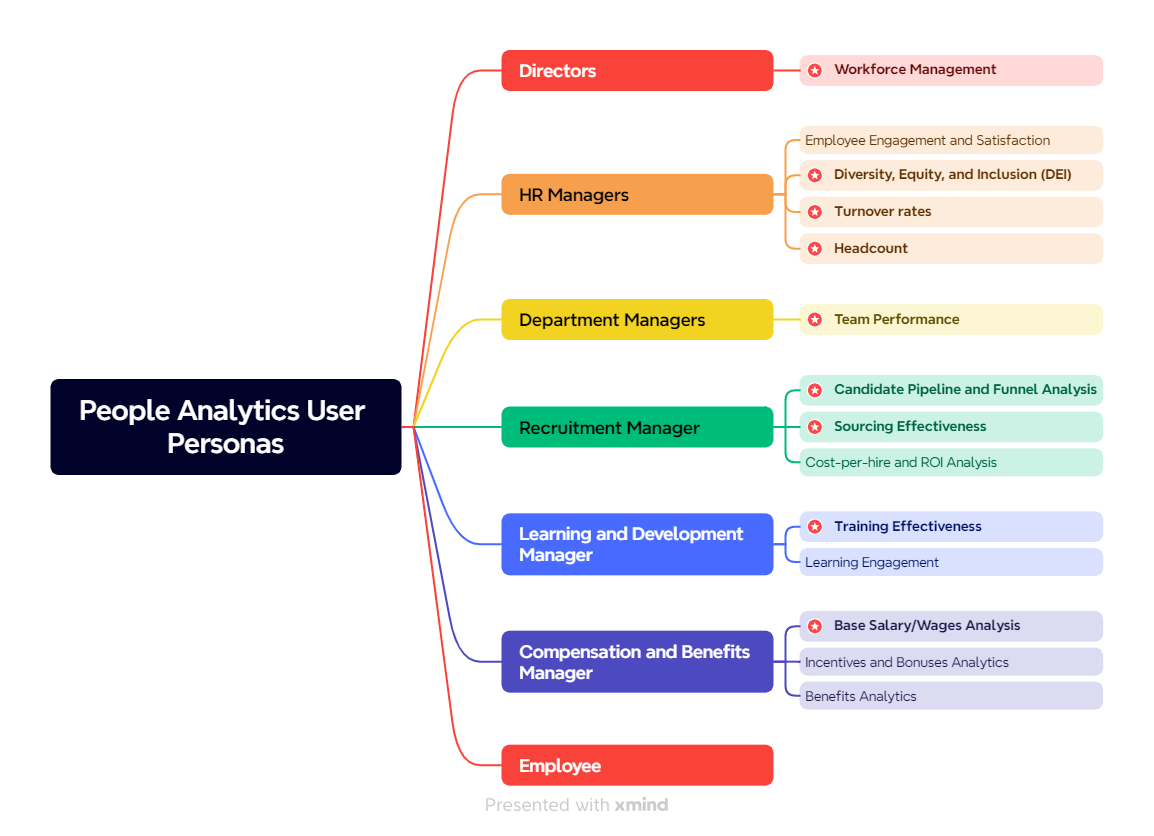 Directors
Workforce Management
Employee Engagement and Satisfaction
HR Managers
Diversity, Equity, and Inclusion (DEI)
Turnover rates
Headcount
Department Managers
Team Performance
People Analytics User
Personas
Candidate Pipeline and Funnel Analysis
Recruitment Manager
Sourcing Effectiveness
Cost-per-hire and ROI Analysis
Learning and Development
Manager
Training Effectiveness
Learning Engagement
Compensation and Benefits
Manager
Base Salary/Wages Analysis
Incentives and Bonuses Analytics
Benefits Analytics
Employee
Presented with xmind